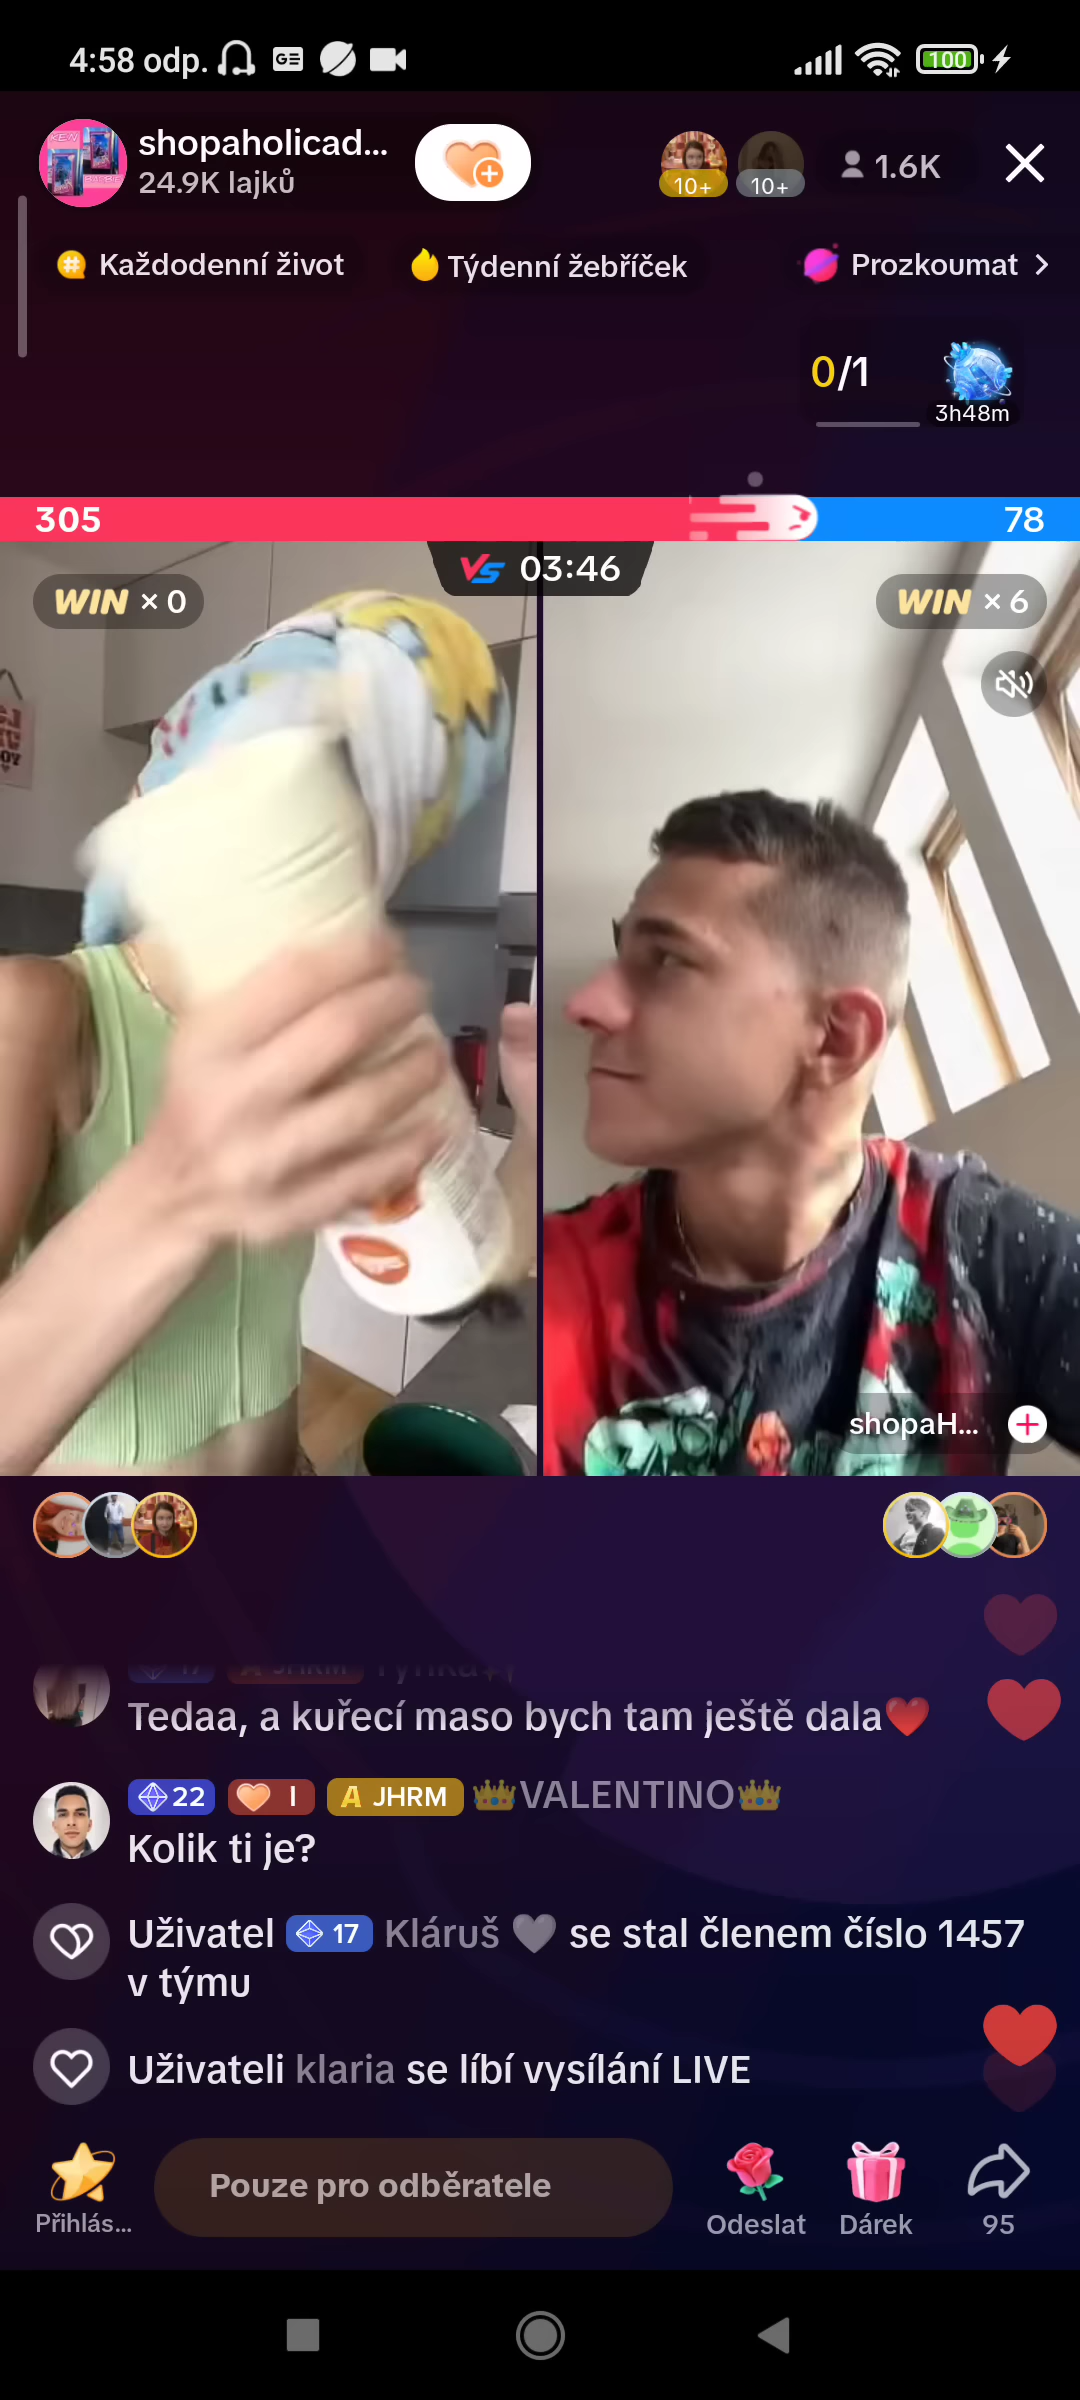 4:58 odp.
100
shopaholicad...
24.9K lajků
10+
10+
1.6K
Každodenní život
Týdenní žebříček
Prozkoumat
0/1
3h48m
305
78
VS 03:46
WIN × 0
WIN × 6
shopaH...
Tedaa, a kuřecí maso bych tam ještě dala❤️
22 I A JHRM 👑VALENTINO👑
Kolik ti je?
Uživatel 17 Kláruš 🤍 se stal členem číslo 1457
v týmu
Uživateli klaria se líbí vysílání LIVE
Přihlás...
Pouze pro odběratele
Odeslat
Dárek
95